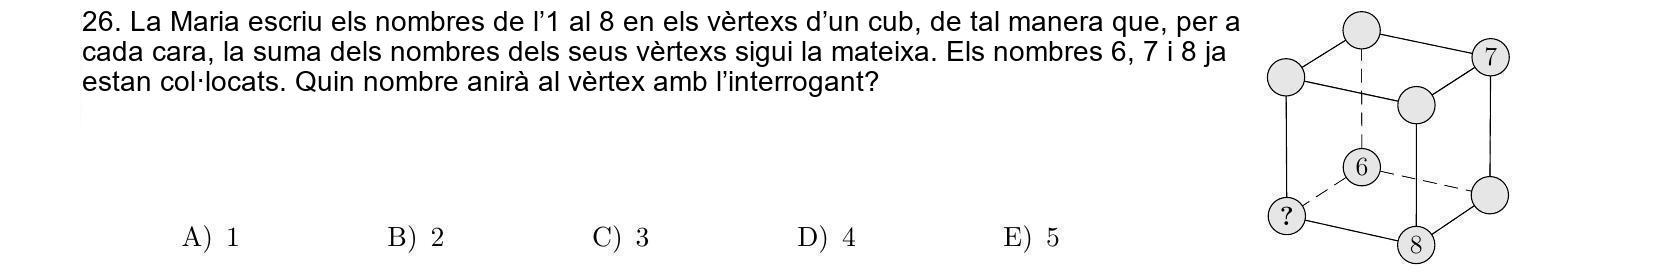 26. La Maria escriu els nombres de l’1 al 8 en els vèrtexs d’un cub, de tal manera que, per a
cada cara, la suma dels nombres dels seus vèrtexs sigui la mateixa. Els nombres 6, 7 i 8 ja
estan col·locats. Quin nombre anirà al vèrtex amb l’interrogant?
7
6
?
8
A) 1 B) 2 C) 3 D) 4 E) 5